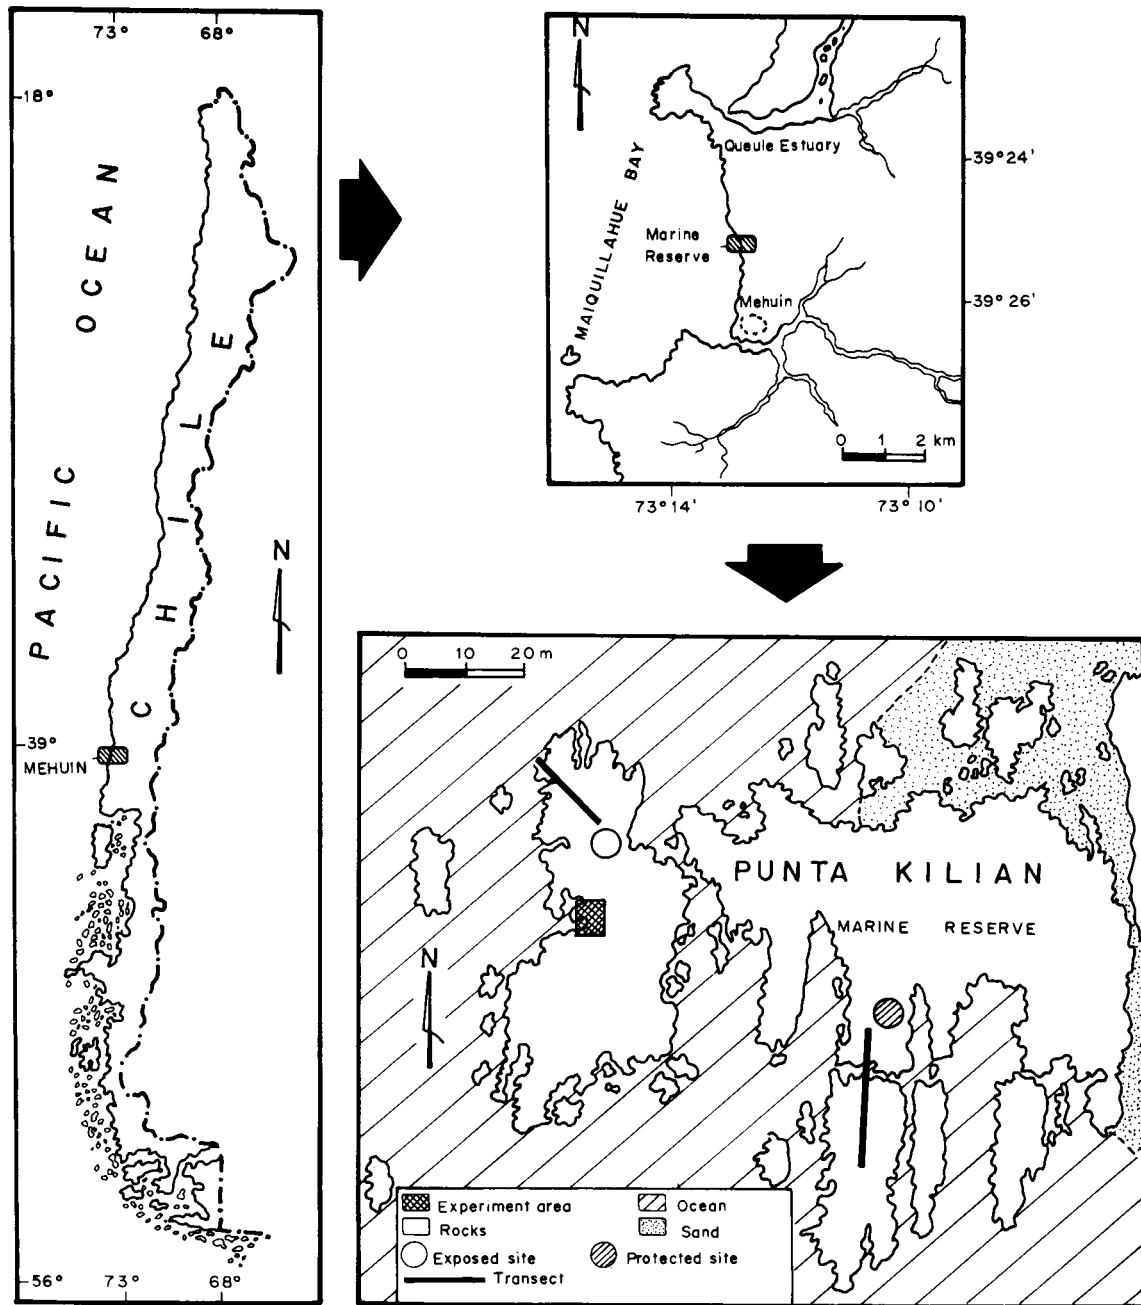 73° 68°
18°
PACIFIC OCEAN
CHILE
N
39°
MEHUIN
56° 73° 68°
N
Queule Estuary
39° 24'
MAIQUILLAHUE BAY
Marine
Reserve
39° 26'
Mehuin
0 1 2 km
73° 14' 73° 10'
0 10 20 m
PUNTA KILIAN
MARINE RESERVE
N
Experiment area Ocean
Rocks Sand
Exposed site Protected site
Transect